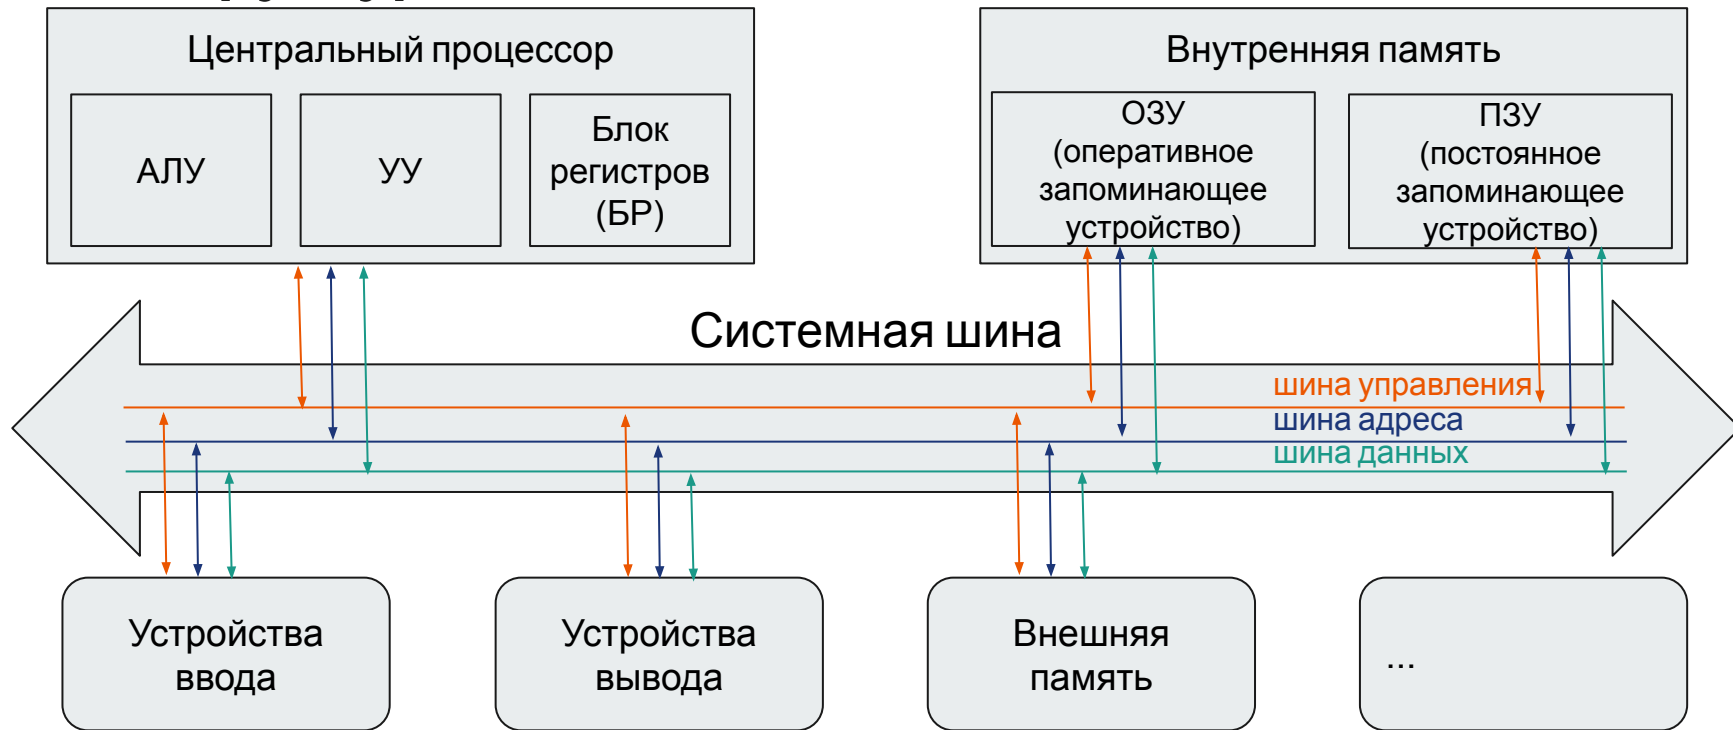 Центральный процессор
АЛУ
УУ
Блок
регистров
(БР)
Внутренняя память
ОЗУ
(оперативное
запоминающее
устройство)
ПЗУ
(постоянное
запоминающее
устройство)
Системная шина
шина управления
шина адреса
шина данных
Устройства
ввода
Устройства
вывода
Внешняя
память
...